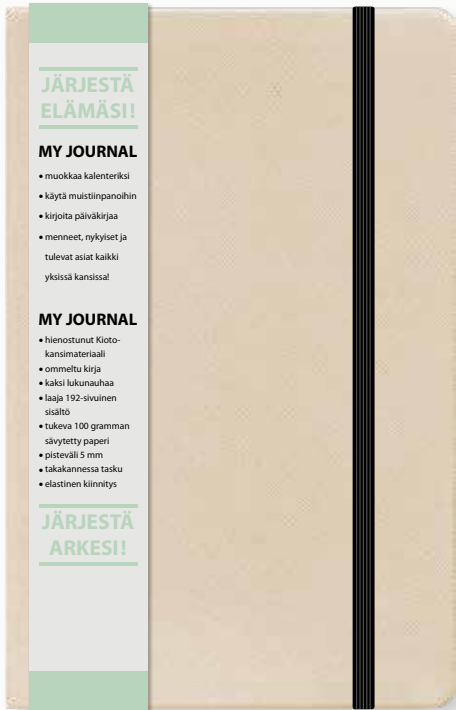 JÄRJESTÄ
ELÄMÄSI!
MY JOURNAL
• muokkaa kalenteriksi
• käytä muistiinpanoihin
• kirjoita päiväkirjaa
• menneet, nykyiset ja
tulevat asiat kaikki
yksissä kansissa!
MY JOURNAL
• hienostunut Kioto-
kansimateriaali
• ommeltu kirja
• kaksi lukunauhaa
• laaja 192-sivuinen
sisältö
• tukeva 100 gramman
sävytetty paperi
• pisteväli 5 mm
• takakannessa tasku
• elastinen kiinnitys
JÄRJESTÄ
ARKESI!